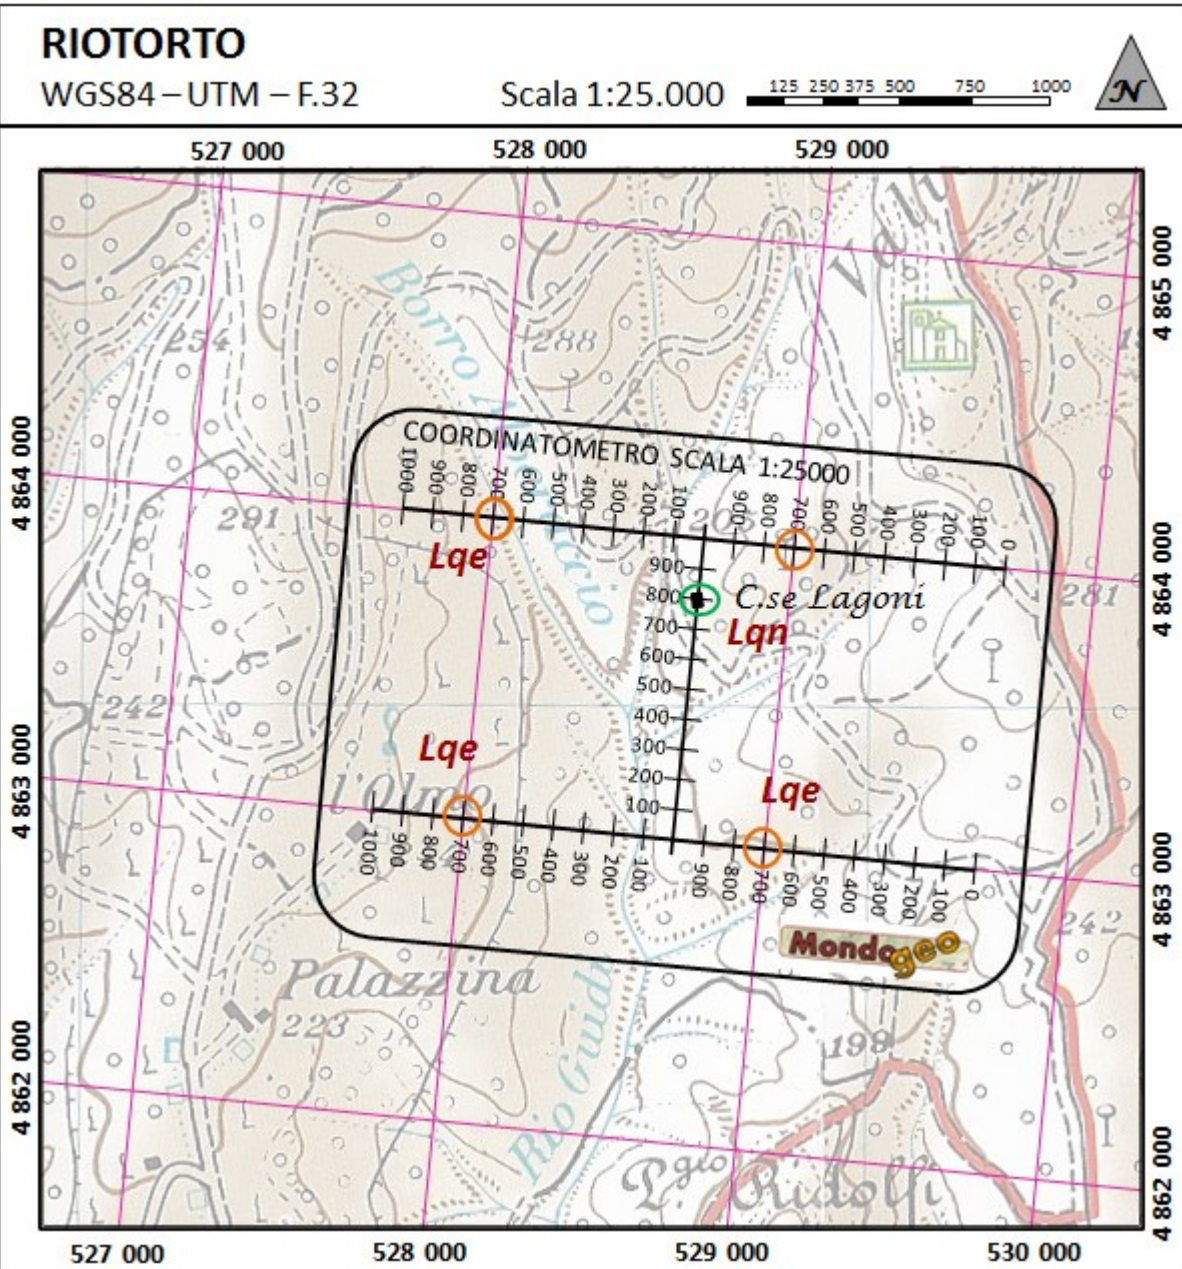 RIOTORTO
WGS84 – UTM – F.32
Scala 1:25.000
125 250 375 500 750 1000
N
527 000
528 000
529 000
4 865 000
4 864 000
4 864 000
4 863 000
4 863 000
4 862 000
4 862 000
527 000
528 000
529 000
530 000
Borro
288
254
291
242
COORDINATOMETRO SCALA 1:25000
1000 900 800 700 600 500 400 300 200 100
900 800 700 600 500 400 300 200 100 0
Lqe
900
800
C.se Lagoni
700
Lqn
600
500
400
300
200
100
281
Lqe
Lqe
l'Olmo
1000 900 800 700 600 500 400 300 200 100
900 800 700 600 500 400 300 200 100 0
Mondogeo
242
Palazzina
223
Rio Guidi
198
P.gio Ridolfi